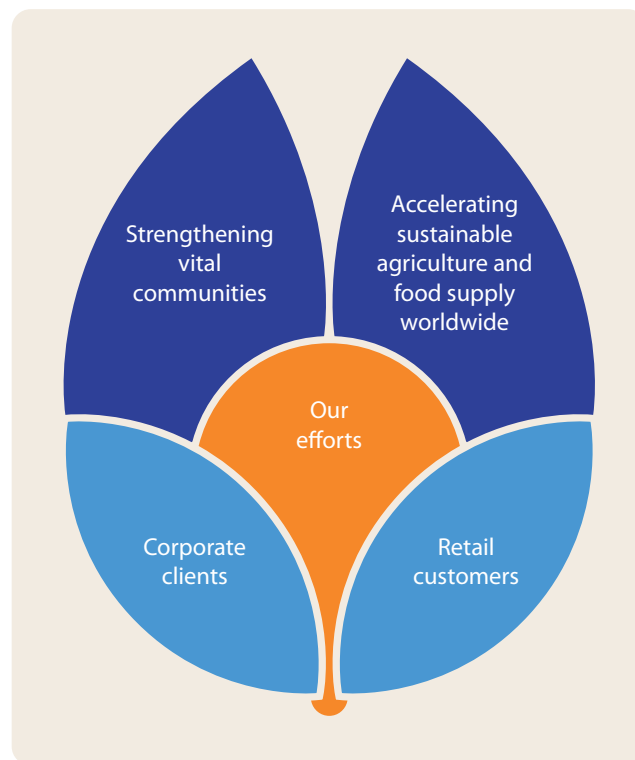 Strengthening
vital
communities
Accelerating
sustainable
agriculture and
food supply
worldwide
Our
efforts
Corporate
clients
Retail
customers